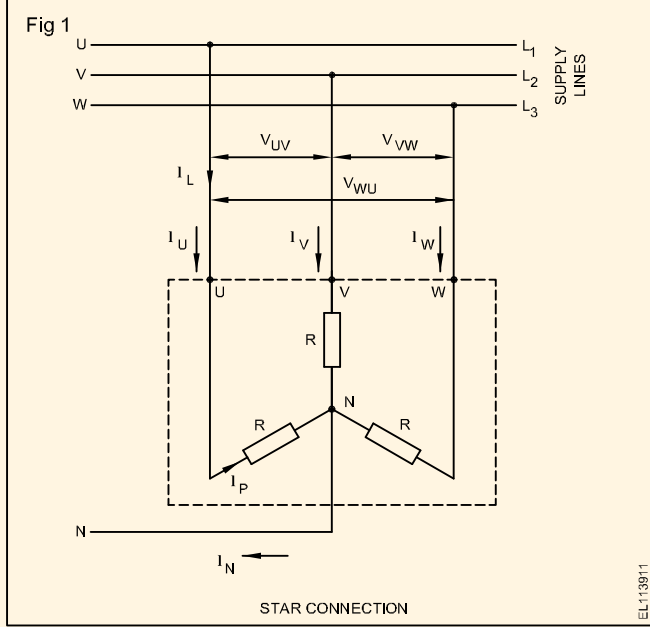 Fig 1
U
L1
V
L2
W
L3
SUPPLY
LINES
VUV
VVW
IL
VWU
IU
IV
IW
U
V
W
R
N
R
R
IP
N
IN
STAR CONNECTION
EL113911